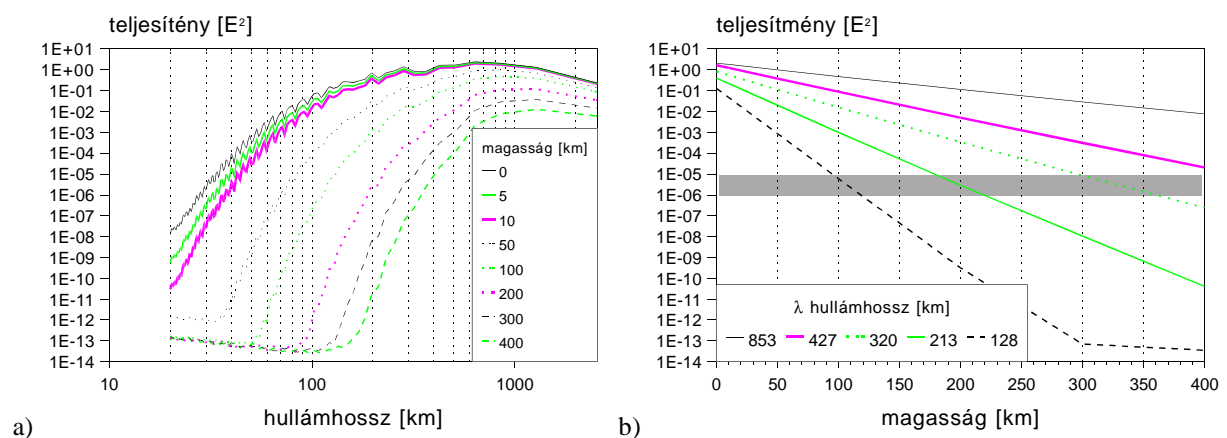 teljesítény [E²]
1E+01
1E+00
1E-01
1E-02
1E-03
1E-04
1E-05
1E-06
1E-07
1E-08
1E-09
1E-10
1E-11
1E-12
1E-13
1E-14
10 100 1000
hullámhossz [km]
magasság [km]
0
5
10
50
100
200
300
400
a)
teljesítmény [E²]
1E+01
1E+00
1E-01
1E-02
1E-03
1E-04
1E-05
1E-06
1E-07
1E-08
1E-09
1E-10
1E-11
1E-12
1E-13
1E-14
λ hullámhossz [km]
853 427 320 213 128
0 50 100 150 200 250 300 350 400
magasság [km]
b)